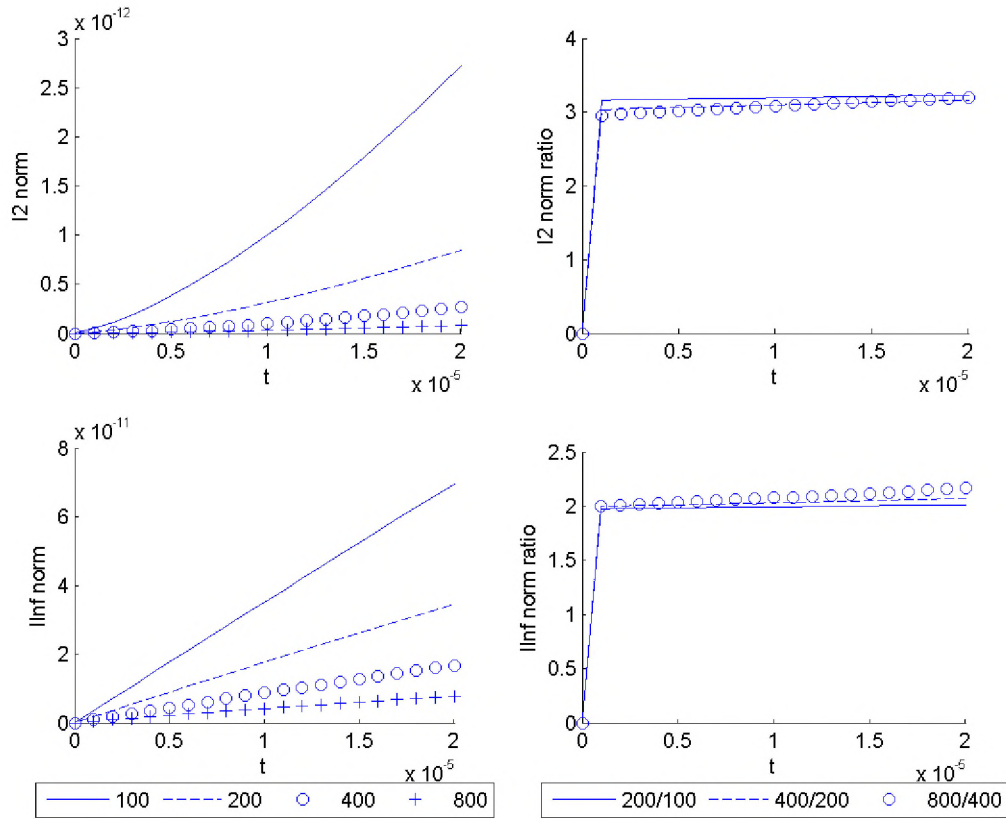 x 10-12
3
2.5
2
1.5
1
0.5
0
l2 norm
0 0.5 1 1.5 2
t
x 10-5
4
3
2
1
0
l2 norm ratio
0 0.5 1 1.5 2
t
x 10-5
x 10-11
8
6
4
2
0
lInf norm
0 0.5 1 1.5 2
t
x 10-5
2.5
2
1.5
1
0.5
0
lInf norm ratio
0 0.5 1 1.5 2
t
x 10-5
100 200 400 800
200/100 400/200 800/400